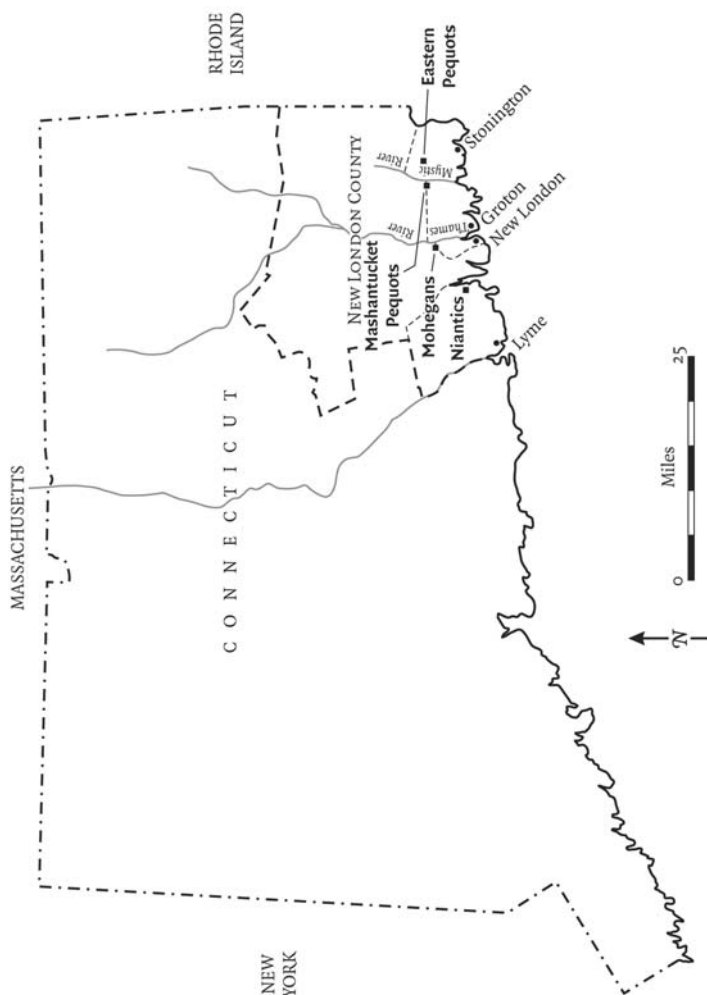 MASSACHUSETTS
NEW
YORK
CONNECTICUT
RHODE
ISLAND
NEW LONDON COUNTY
Mashantucket
Pequots
Mohegans
Niantics
Eastern
Pequots
Thames
River
Mystic
River
Lyme
New London
Groton
Stonington
N
0
Miles
25